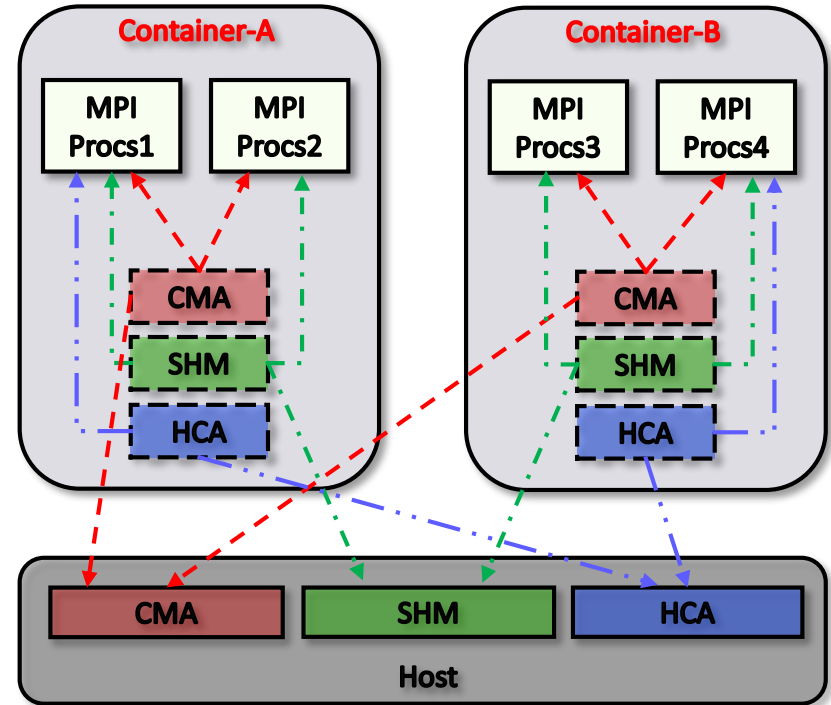 Container-A
Container-B
MPI
Procs1
MPI
Procs2
MPI
Procs3
MPI
Procs4
CMA
SHM
HCA
CMA
SHM
HCA
CMA
SHM
HCA
Host